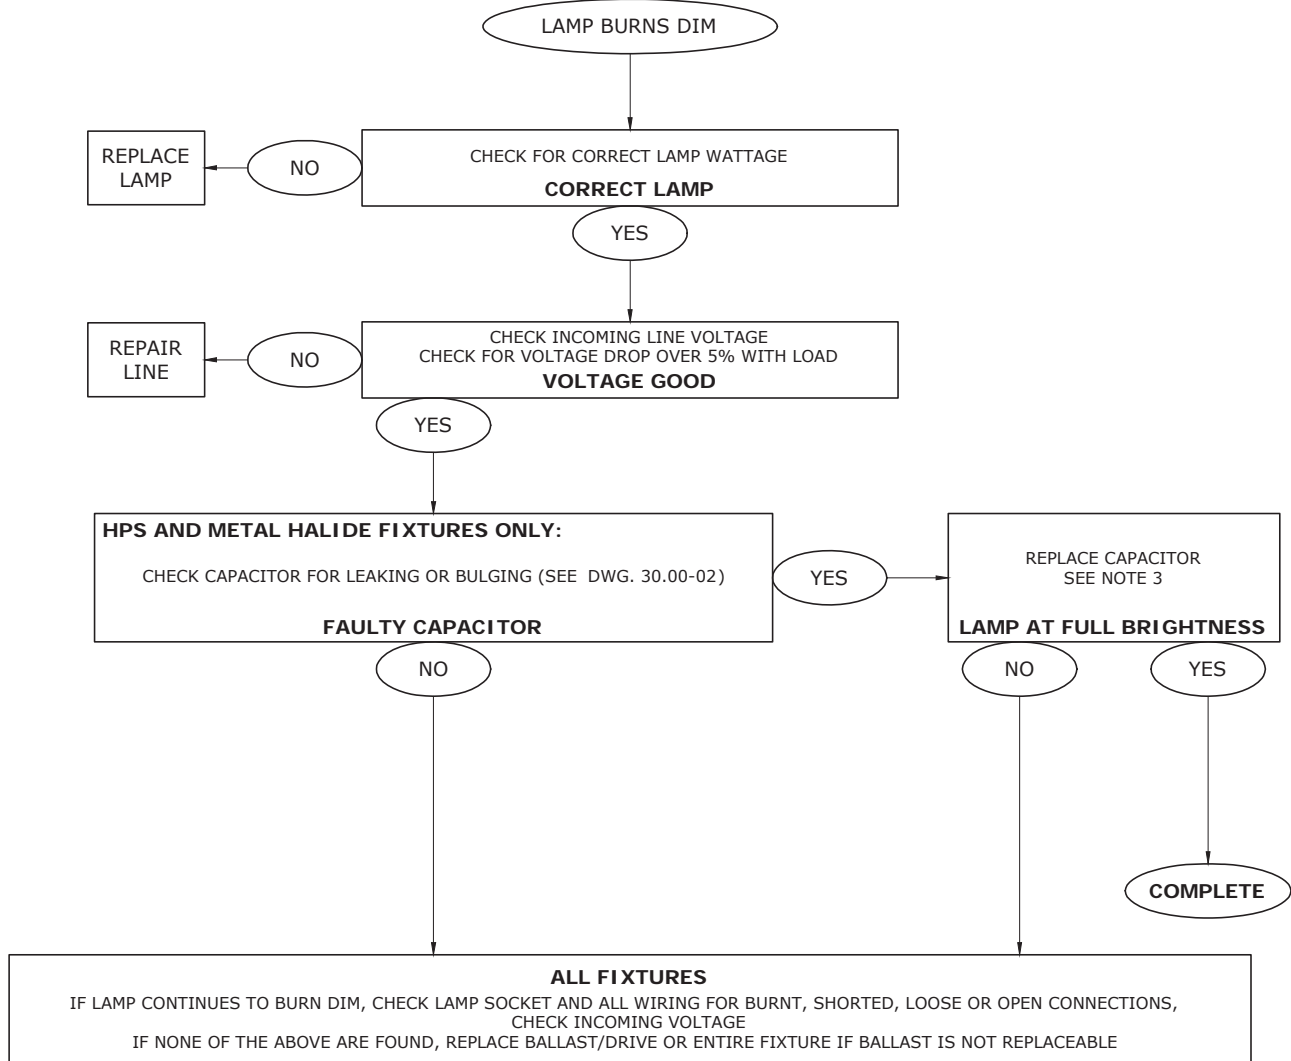 LAMP BURNS DIM
CHECK FOR CORRECT LAMP WATTAGE
CORRECT LAMP
NO
REPLACE
LAMP
YES
CHECK INCOMING LINE VOLTAGE
CHECK FOR VOLTAGE DROP OVER 5% WITH LOAD
VOLTAGE GOOD
NO
REPAIR
LINE
YES
HPS AND METAL HALIDE FIXTURES ONLY:
CHECK CAPACITOR FOR LEAKING OR BULGING (SEE DWG. 30.00-02)
FAULTY CAPACITOR
YES
REPLACE CAPACITOR
SEE NOTE 3
LAMP AT FULL BRIGHTNESS
NO
NO
YES
COMPLETE
ALL FIXTURES
IF LAMP CONTINUES TO BURN DIM, CHECK LAMP SOCKET AND ALL WIRING FOR BURNT, SHORTED, LOOSE OR OPEN CONNECTIONS,
CHECK INCOMING VOLTAGE
IF NONE OF THE ABOVE ARE FOUND, REPLACE BALLAST/DRIVE OR ENTIRE FIXTURE IF BALLAST IS NOT REPLACEABLE